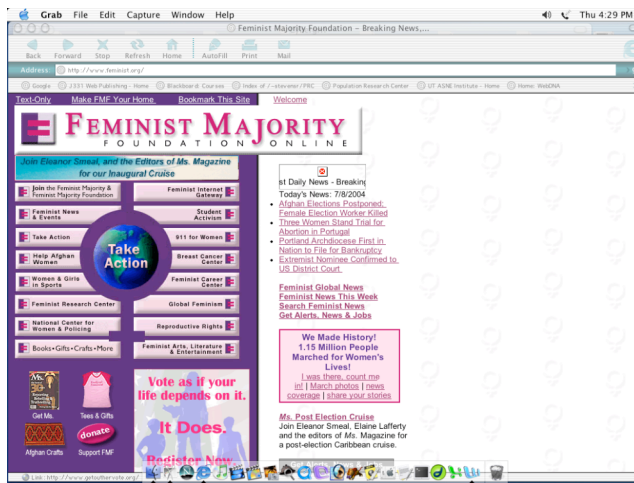 Grab File Edit Capture Window Help Thu 4:29 PM
Feminist Majority Foundation - Breaking News,...
Back Forward Stop Refresh Home AutoFill Print Mail
Address: http://www.feminist.org/
Google J331 Web Publishing - Home Blackboard: Courses Index of /~stevensr/PRC Population Research Center UT ASNE Institute - Home Home: WebDNA
Text-Only Make FMF Your Home Bookmark This Site
FEMINIST MAJORITY
FOUNDATION ONLINE
Join Eleanor Smeal, and the Editors of Ms. Magazine
for our Inaugural Cruise
Join the Feminist Majority &
Feminist Majority Foundation
Feminist Internet
Gateway
Feminist News
& Events
Student
Activism
Take Action
911 for Women
Help Afghan
Women
Breast Cancer
Center
Women & Girls
in Sports
Feminist Career
Center
Feminist Research Center
Global Feminism
National Center for
Women & Policing
Reproductive Rights
Books•Gifts•Crafts•More
Feminist Arts, Literature
& Entertainment
Take
Action
Ms.
Get Ms.
Tees & Gifts
donate
Afghan Crafts
Support FMF
Vote as if your
life depends on it.
It Does.
Register Now
Welcome
st Daily News - Breaking
Today's News: 7/8/2004
Afghan Elections Postponed;
Female Election Worker Killed
Three Women Stand Trial for
Abortion in Portugal
Portland Archdiocese First in
Nation to File for Bankruptcy
Extremist Nominee Confirmed to
US District Court
Feminist Global News
Feminist News This Week
Search Feminist News
Get Alerts, News & Jobs
We Made History!
1.15 Million People
Marched for Women's
Lives!
I was there, count me
in! | March photos | news
coverage | share your stories
Ms. Post Election Cruise
Join Eleanor Smeal, Elaine Lafferty
and the editors of Ms. Magazine for
a post-election Caribbean cruise.
Link: http://www.getouthervote.org/